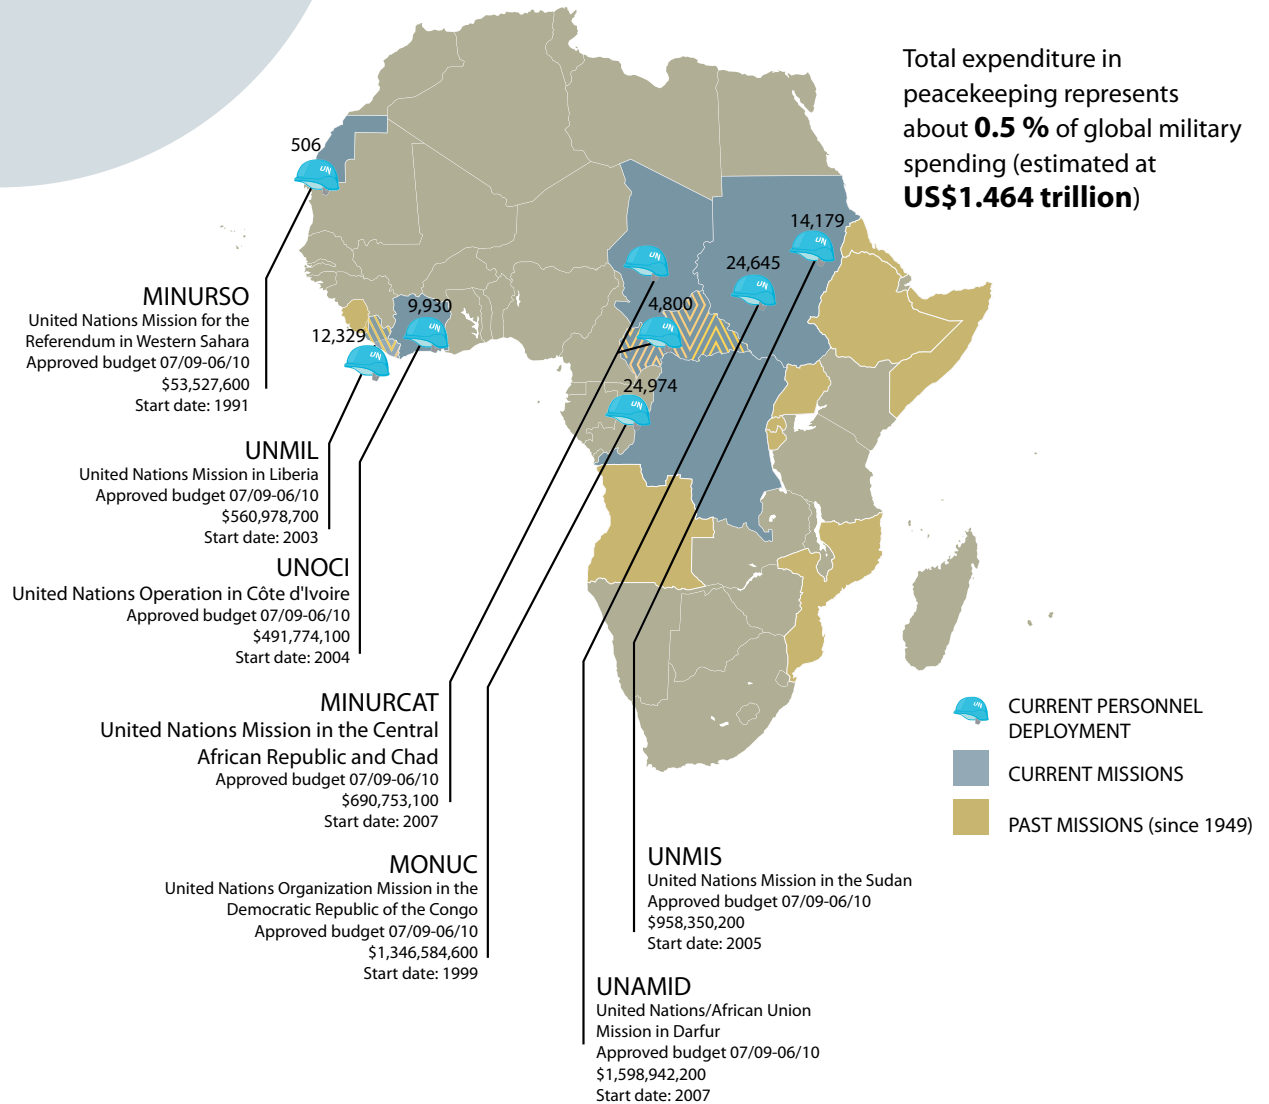 Total expenditure in
peacekeeping represents
about 0.5 % of global military
spending (estimated at
US$1.464 trillion)
506
UN
14,179
UN
24,645
UN
UN
4,800
UN
9,930
UN
12,329
UN
24,974
UN
MINURSO
United Nations Mission for the
Referendum in Western Sahara
Approved budget 07/09-06/10
$53,527,600
Start date: 1991
UNMIL
United Nations Mission in Liberia
Approved budget 07/09-06/10
$560,978,700
Start date: 2003
UNOCI
United Nations Operation in Côte d'Ivoire
Approved budget 07/09-06/10
$491,774,100
Start date: 2004
MINURCAT
United Nations Mission in the Central
African Republic and Chad
Approved budget 07/09-06/10
$690,753,100
Start date: 2007
MONUC
United Nations Organization Mission in the
Democratic Republic of the Congo
Approved budget 07/09-06/10
$1,346,584,600
Start date: 1999
UNMIS
United Nations Mission in the Sudan
Approved budget 07/09-06/10
$958,350,200
Start date: 2005
UNAMID
United Nations/African Union
Mission in Darfur
Approved budget 07/09-06/10
$1,598,942,200
Start date: 2007
UN
CURRENT PERSONNEL
DEPLOYMENT
CURRENT MISSIONS
PAST MISSIONS (since 1949)